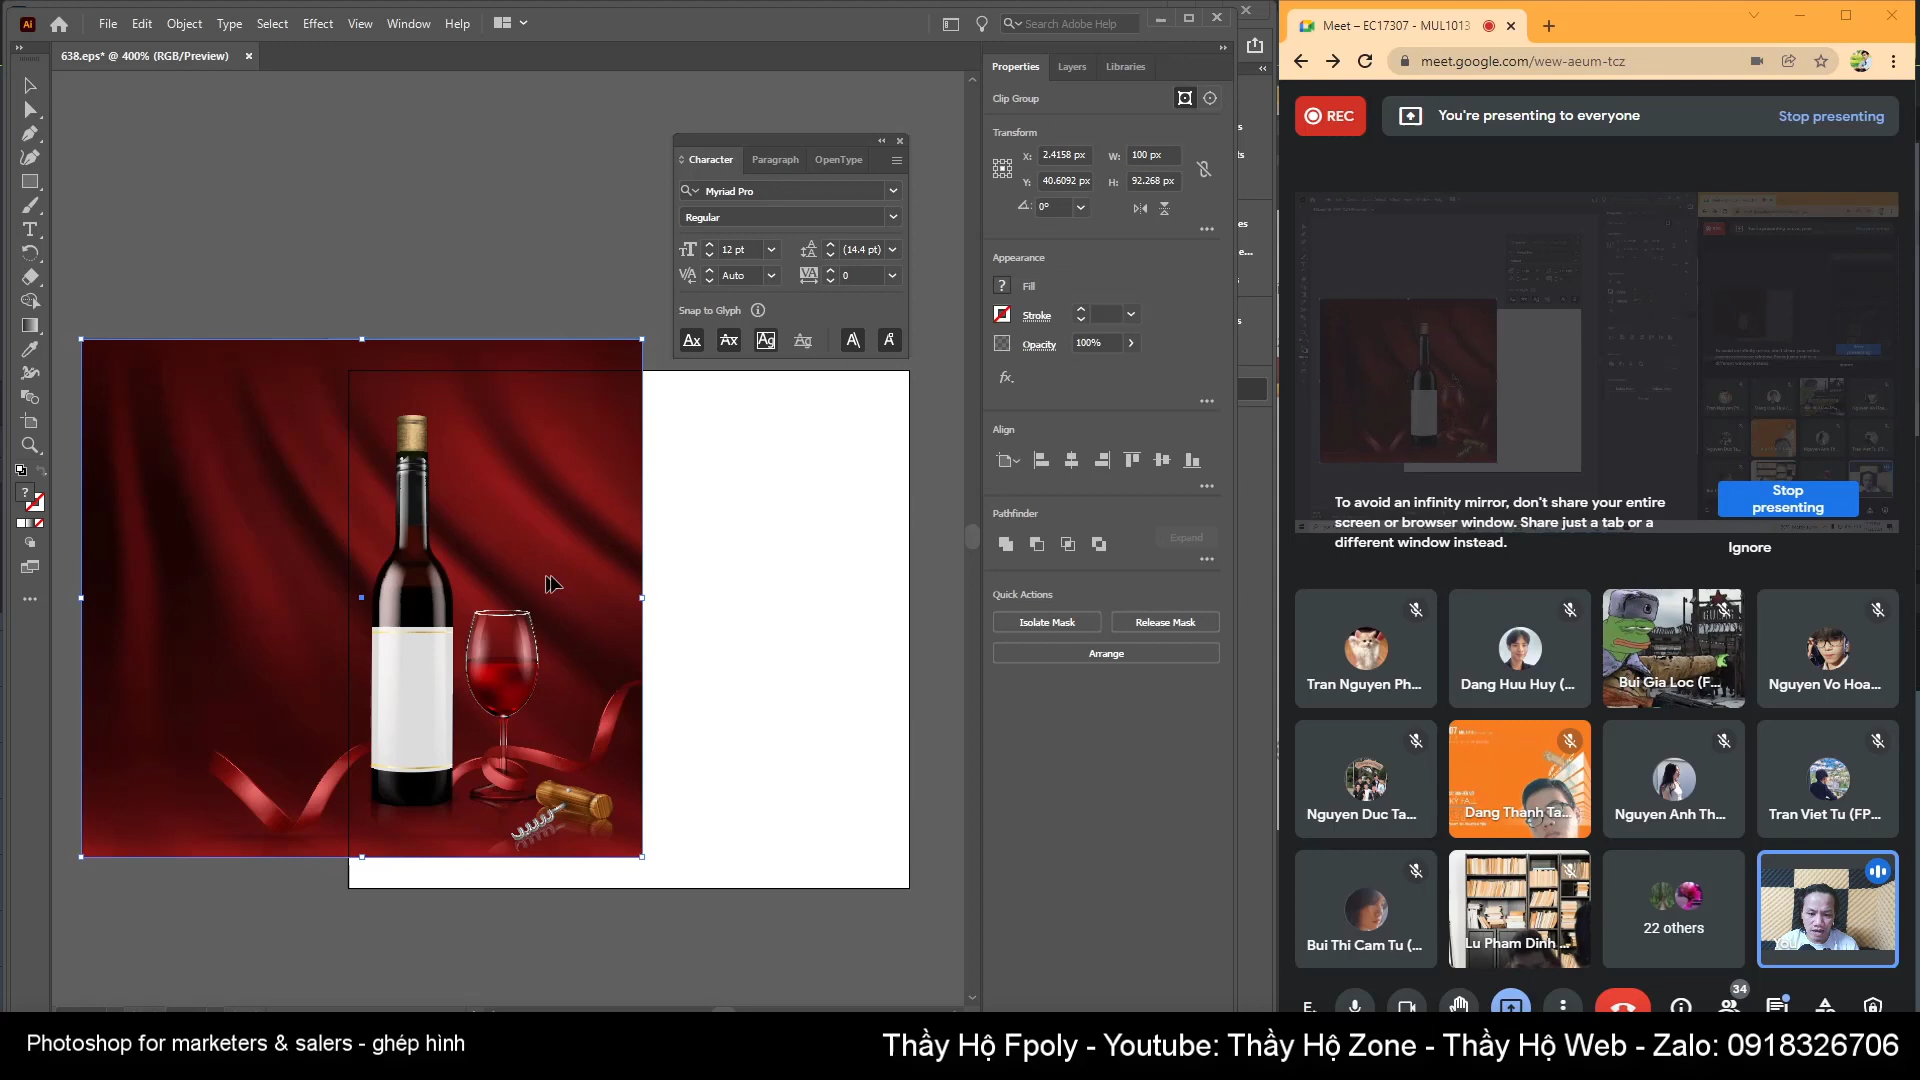 Ai File Edit Object Type Select Effect View Window Help
Search Adobe Help
638.eps* @ 400% (RGB/Preview)
Character Paragraph OpenType
Myriad Pro
Regular
12 pt (14.4 pt)
Auto 0
Snap to Glyph
Properties Layers Libraries
Clip Group
Transform
X: 2.4158 px W: 100 px
Y: 40.6092 px H: 92.268 px
0°
Appearance
Fill
Stroke
Opacity 100%
fx.
Align
Pathfinder
Expand
Quick Actions
Isolate Mask Release Mask
Arrange
Meet – EC17307 - MUL1013
meet.google.com/wew-aeum-tcz
REC You're presenting to everyone Stop presenting
To avoid an infinity mirror, don't share your entire
screen or browser window. Share just a tab or a
different window instead.
Stop
presenting
Ignore
Tran Nguyen Ph...
Dang Huu Huy (...
Bui Gia Loc (F...
Nguyen Vo Hoa...
Nguyen Duc Ta...
Dang Thanh Ta...
Nguyen Anh Th...
Tran Viet Tu (FP...
Bui Thi Cam Tu (...
Lu Pham Dinh ...
22 others
You
34
Photoshop for marketers & salers - ghép hình
Thầy Hộ Fpoly - Youtube: Thầy Hộ Zone - Thầy Hộ Web - Zalo: 0918326706